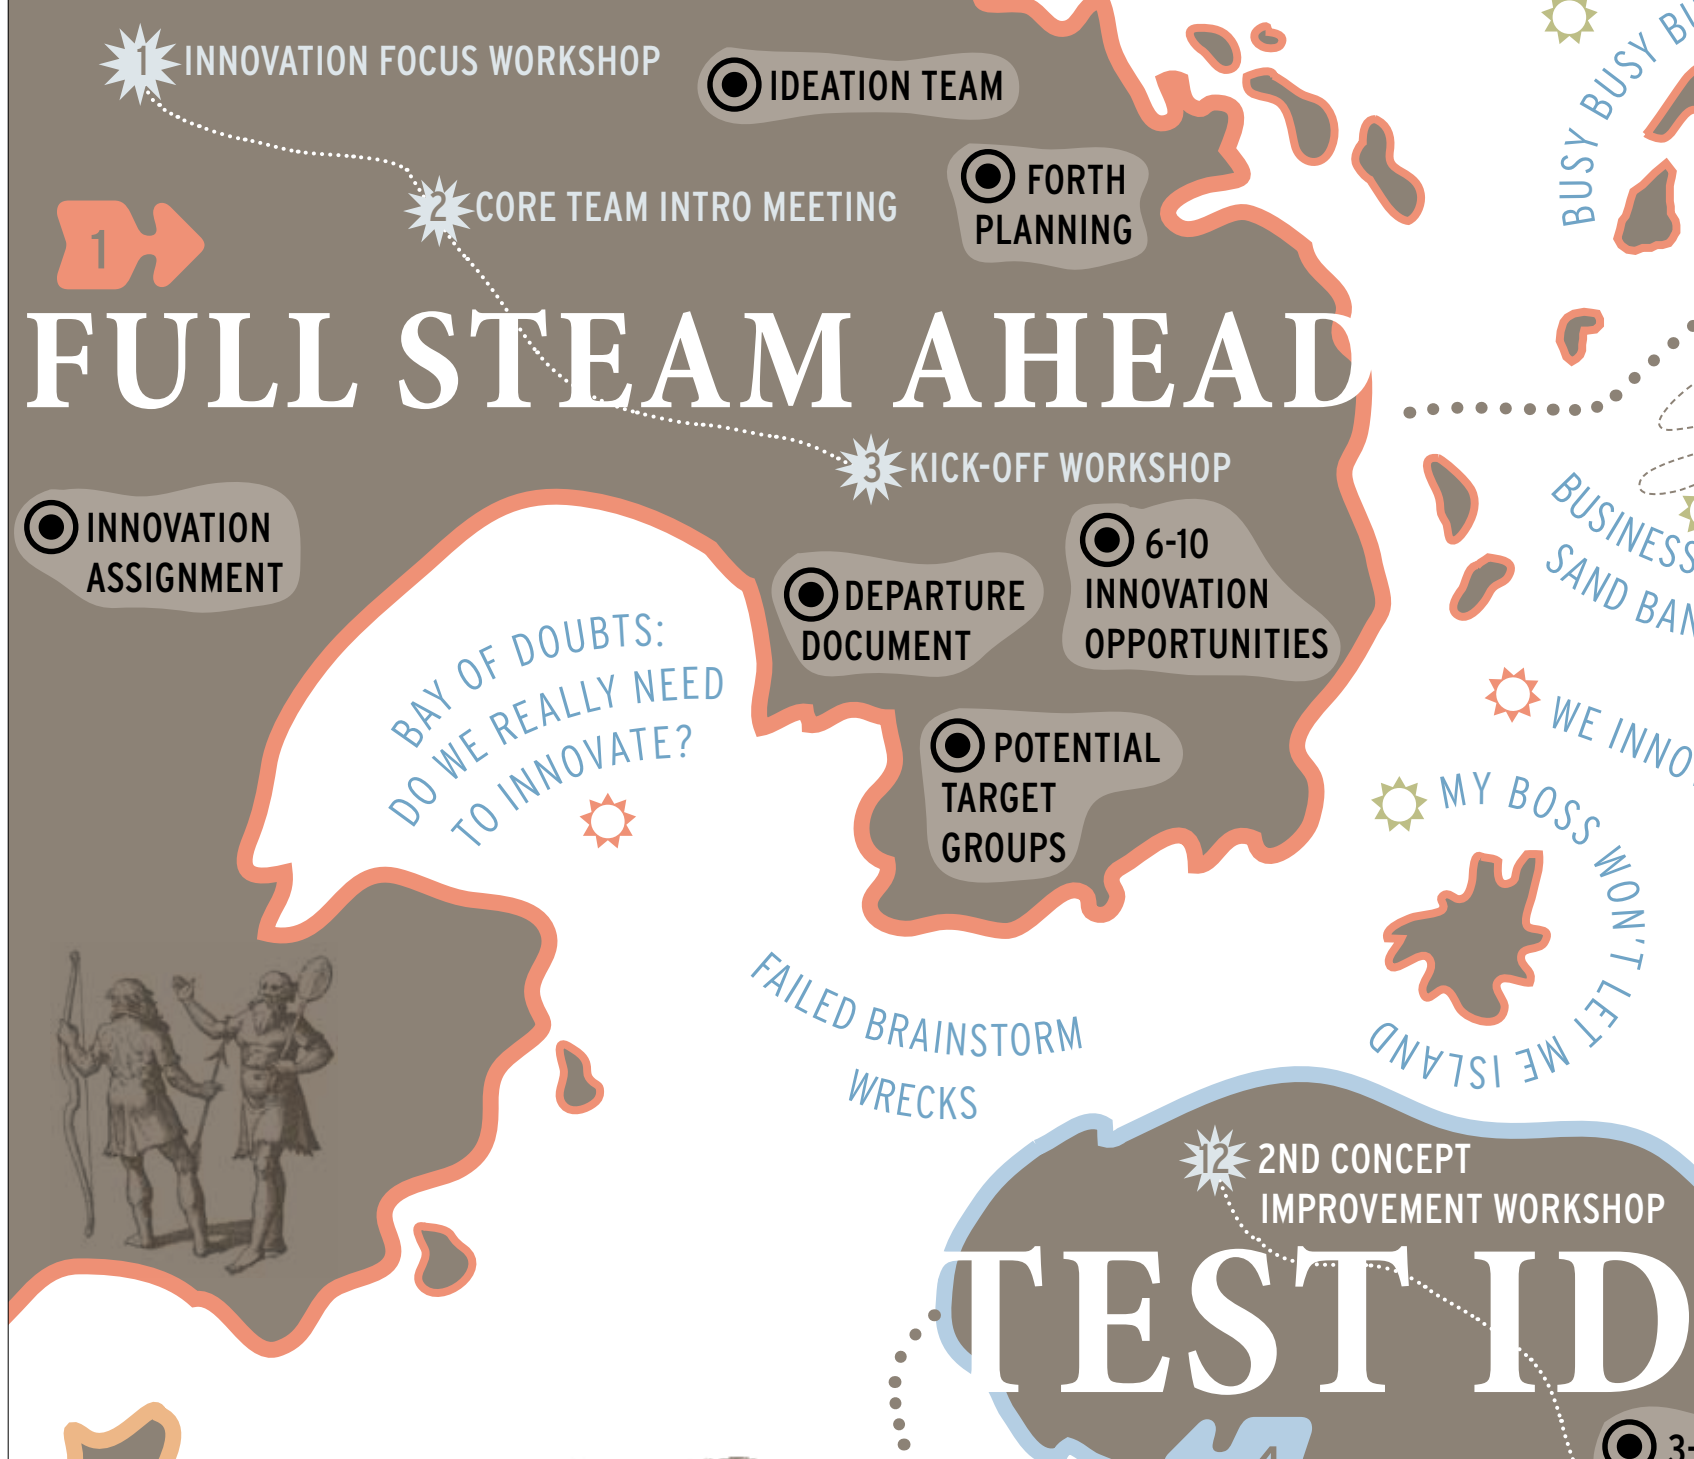 1 INNOVATION FOCUS WORKSHOP
IDEATION TEAM
2 CORE TEAM INTRO MEETING
FORTH
PLANNING
1
FULL STEAM AHEAD
3 KICK-OFF WORKSHOP
INNOVATION
ASSIGNMENT
6-10
INNOVATION
OPPORTUNITIES
DEPARTURE
DOCUMENT
POTENTIAL
TARGET
GROUPS
BAY OF DOUBTS:
DO WE REALLY NEED
TO INNOVATE?
FAILED BRAINSTORM
WRECKS
BUSY BUSY
BUSINESS
SAND
WE
MY BOSS WON'T LET ME ISLAND
12 2ND CONCEPT
IMPROVEMENT WORKSHOP
TEST